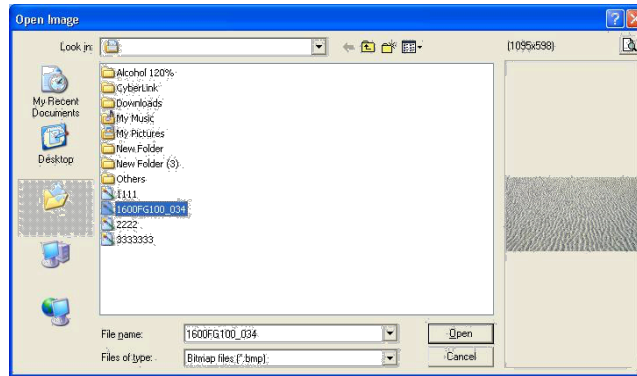 Open Image
Look in:
(1095x598)
Alcohol 120%
CyberLink
Downloads
My Music
My Pictures
New Folder
New Folder (3)
Others
1111
1600FG100_034
2222
3333333
My Recent
Documents
Desktop
File name:
1600FG100_034
Open
Files of type:
Bitmap files (*.bmp)
Cancel